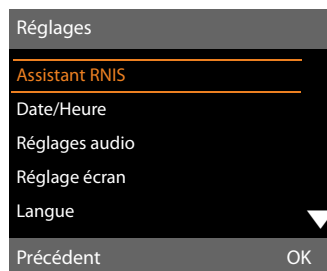 Réglages
Assistant RNIS
Date/Heure
Réglages audio
Réglage écran
Langue
Précédent OK